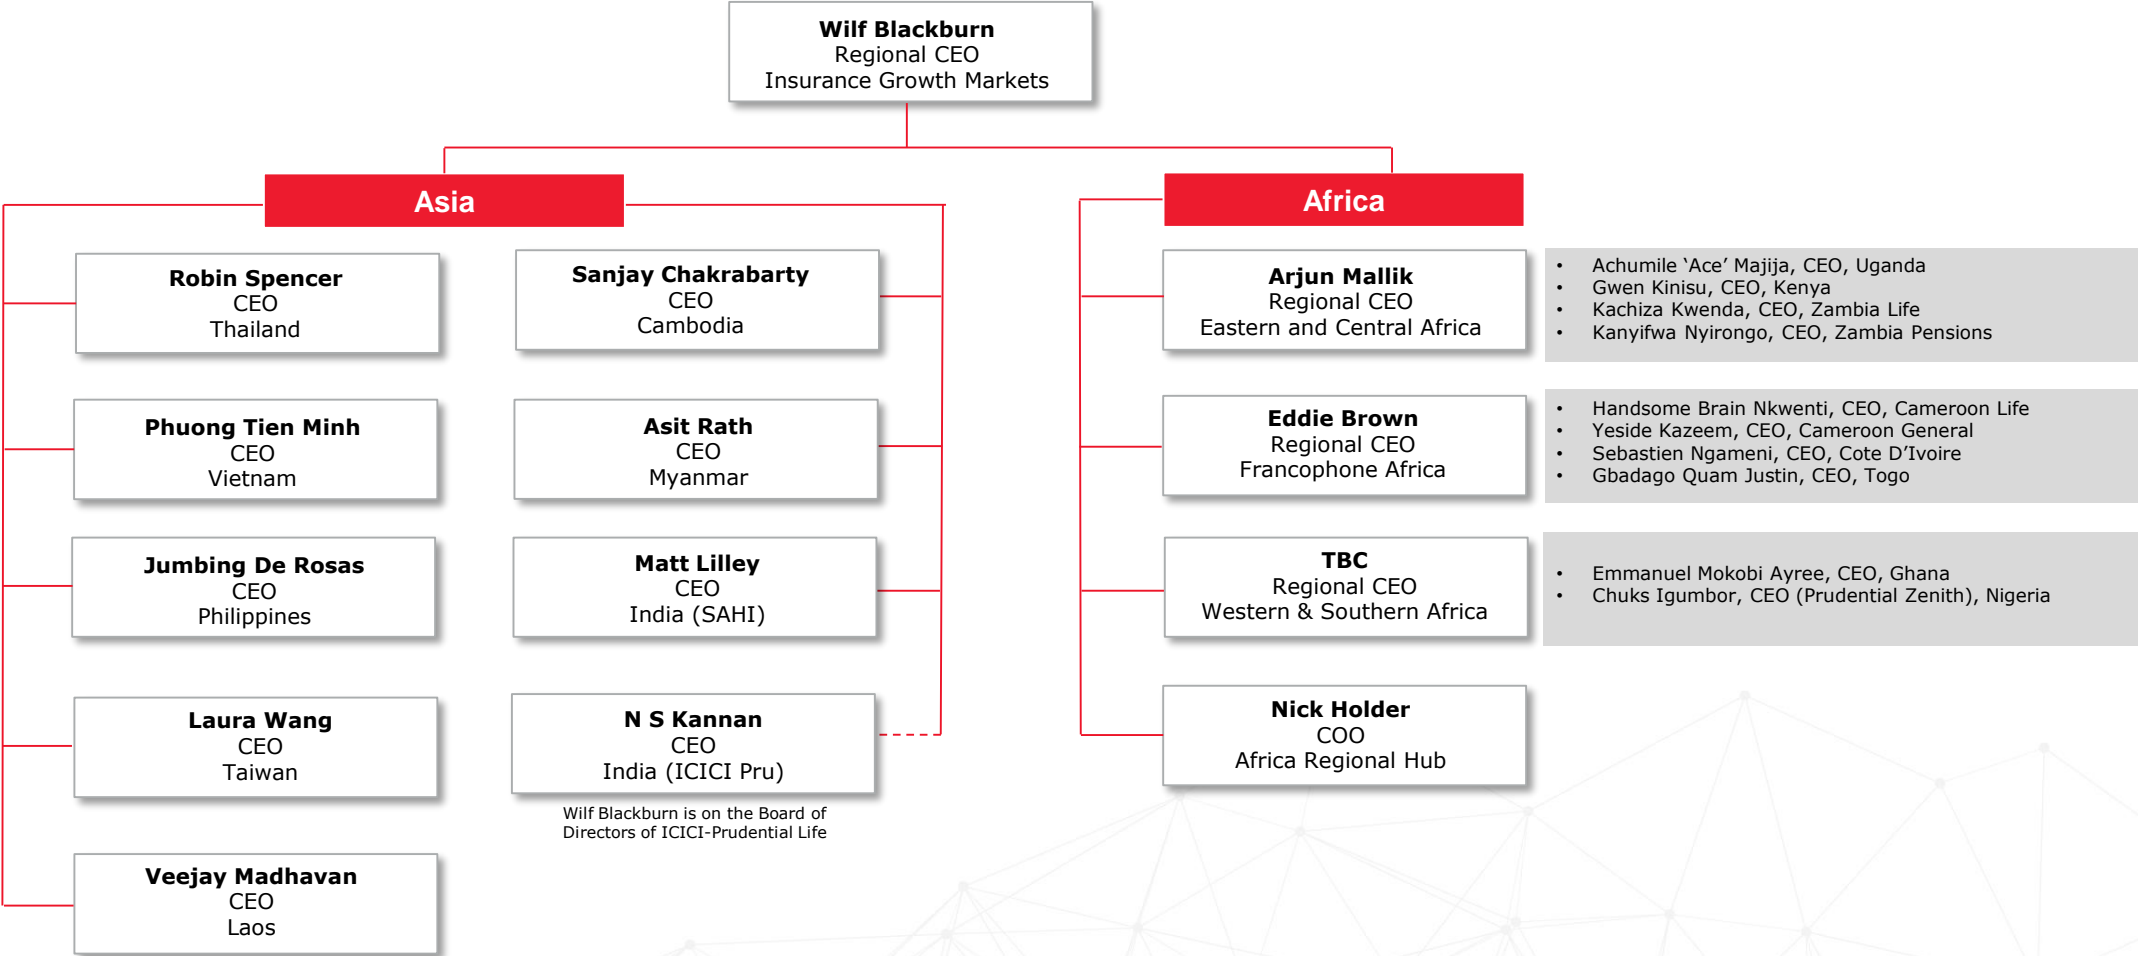 Wilf Blackburn
Regional CEO
Insurance Growth Markets
Asia
Robin Spencer
CEO
Thailand
Phuong Tien Minh
CEO
Vietnam
Jumbing De Rosas
CEO
Philippines
Laura Wang
CEO
Taiwan
Veejay Madhavan
CEO
Laos
Sanjay Chakrabarty
CEO
Cambodia
Asit Rath
CEO
Myanmar
Matt Lilley
CEO
India (SAHI)
N S Kannan
CEO
India (ICICI Pru)
Wilf Blackburn is on the Board of
Directors of ICICI-Prudential Life
Africa
Arjun Mallik
Regional CEO
Eastern and Central Africa
• Achumile ‘Ace’ Majija, CEO, Uganda
• Gwen Kinisu, CEO, Kenya
• Kachiza Kwenda, CEO, Zambia Life
• Kanyifwa Nyirongo, CEO, Zambia Pensions
Eddie Brown
Regional CEO
Francophone Africa
• Handsome Brain Nkwenti, CEO, Cameroon Life
• Yeside Kazeem, CEO, Cameroon General
• Sebastien Ngameni, CEO, Cote D’Ivoire
• Gbadago Quam Justin, CEO, Togo
TBC
Regional CEO
Western & Southern Africa
• Emmanuel Mokobi Ayree, CEO, Ghana
• Chuks Igumbor, CEO (Prudential Zenith), Nigeria
Nick Holder
COO
Africa Regional Hub